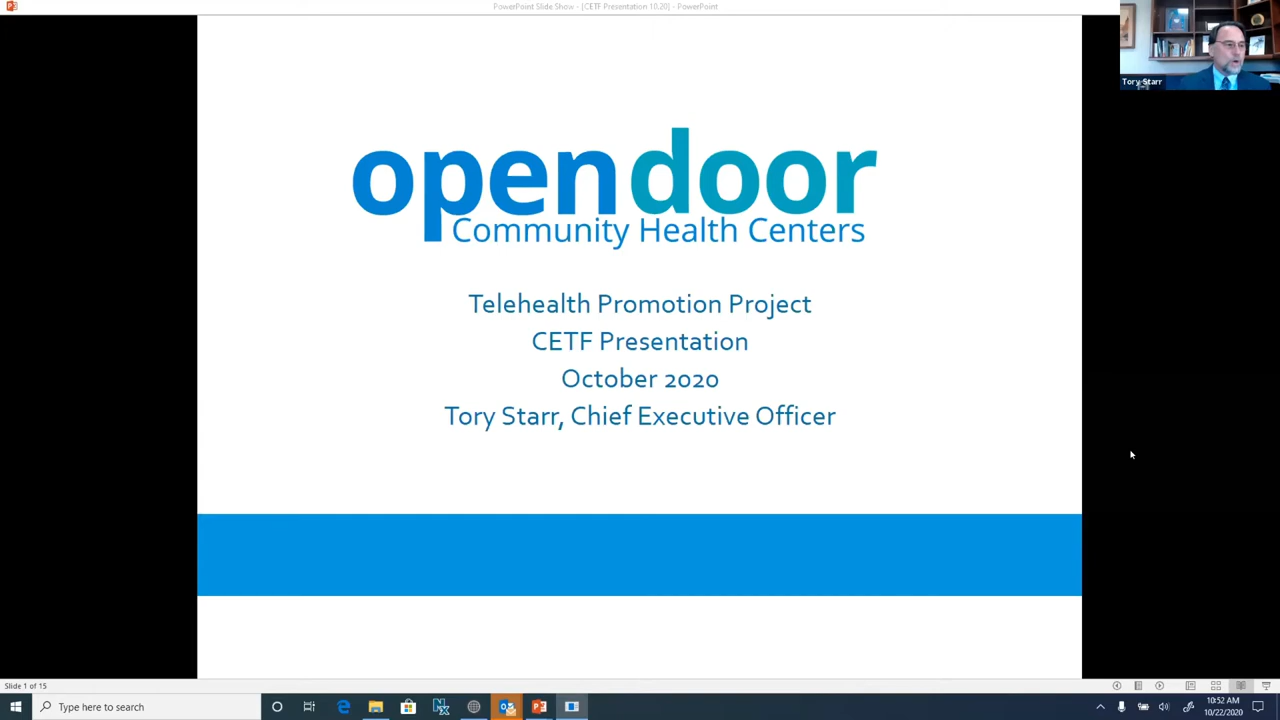 PowerPoint Slide Show - [CETF Presentation 10.20] - PowerPoint
Tory Starr
opendoor
Community Health Centers
Telehealth Promotion Project
CETF Presentation
October 2020
Tory Starr, Chief Executive Officer
Slide 1 of 15
Type here to search
10:52 AM
10/22/2020